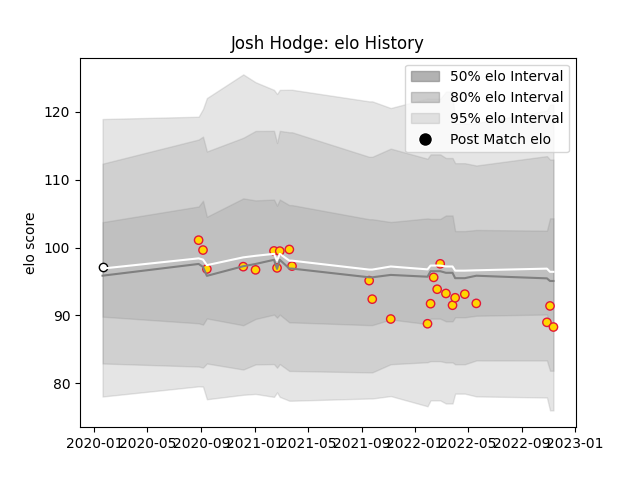 Josh Hodge: elo History
50% elo Interval
80% elo Interval
95% elo Interval
Post Match elo
elo score
120
110
100
90
80
2020-01 2020-05 2020-09 2021-01 2021-05 2021-09 2022-01 2022-05 2022-09 2023-01